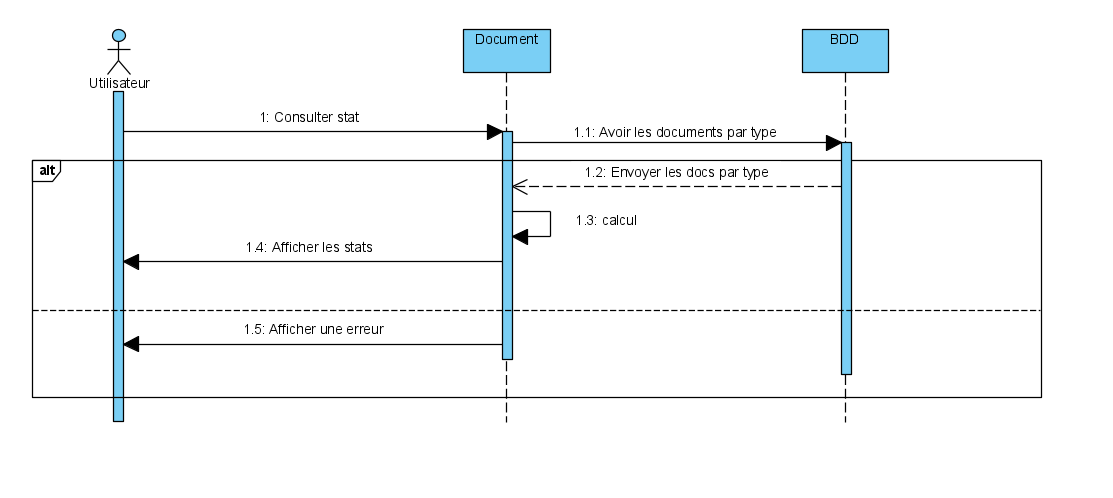 Utilisateur
Document
BDD
1: Consulter stat
1.1: Avoir les documents par type
alt
1.2: Envoyer les docs par type
1.3: calcul
1.4: Afficher les stats
1.5: Afficher une erreur